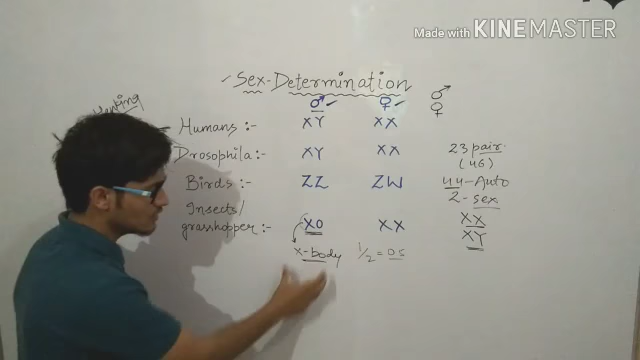 Made with KINEMASTER
✓Sex-Determination
♂✓ ♀✓ ♂
♀
Humans :- XY XX
Drosophila :- XY XX 23 pair.
(46)
Birds :- ZZ ZW 44-Auto
2-sex
Insects/
grasshopper :- XO XX XX
XY
X-body 1/2 = 0.5